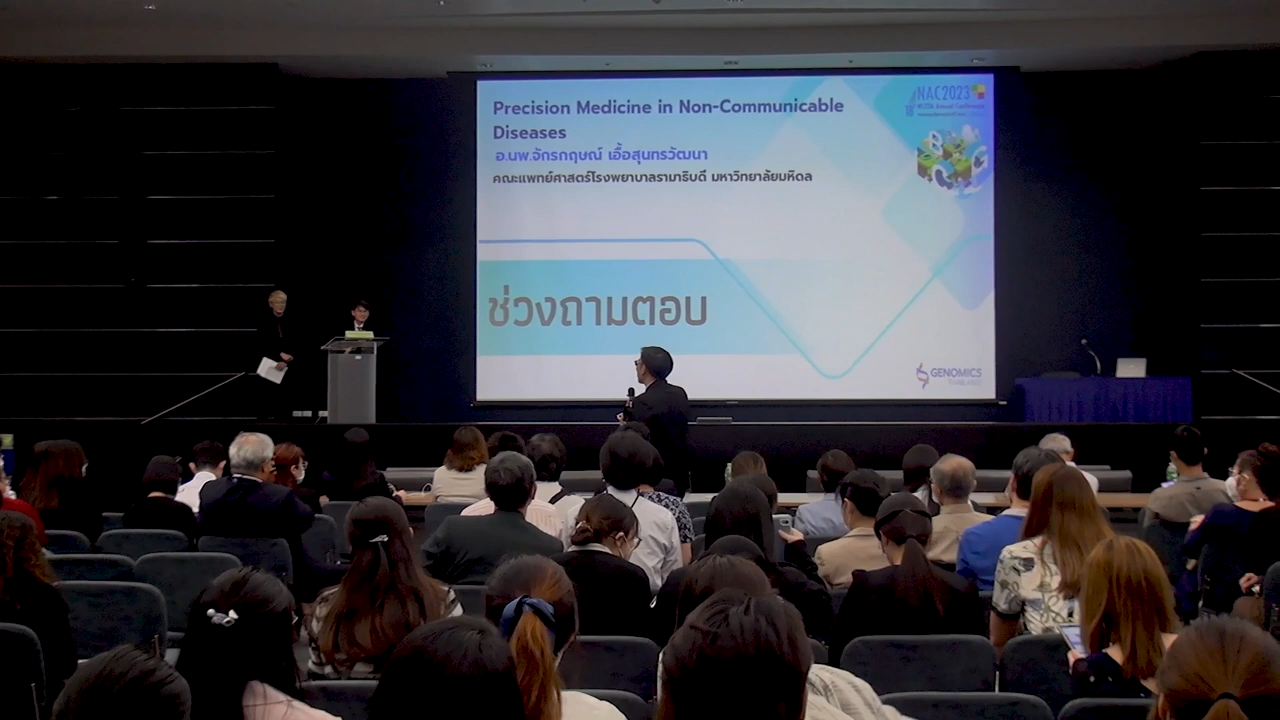 Precision Medicine in Non-Communicable
Diseases
อ.นพ.จักรกฤษณ์ เอื้อสุนทรวัฒนา
คณะแพทย์ศาสตร์โรงพยาบาลรามาธิบดี มหาวิทยาลัยมหิดล
ช่วงถามตอบ
NAC2023
NSTDA Annual Conference
GENOMICS
THAILAND